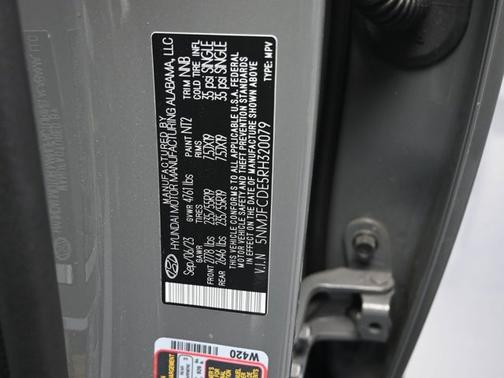 MANUFACTURED BY
HYUNDAI MOTOR MANUFACTURING ALABAMA, LLC
Sep/06/23 GVWR 4761 lbs PAINT NT2 TRIM NNB
GAWR TIRES RIMS COLD TIRE INFL
FRONT 2778 lbs 235/55R19 7.5JX19 35 psi SINGLE
REAR 2646 lbs 235/55R19 7.5JX19 35 psi SINGLE
THIS VEHICLE CONFORMS TO ALL APPLICABLE U.S.A. FEDERAL
MOTOR VEHICLE SAFETY AND THEFT PREVENTION STANDARDS
IN EFFECT ON THE DATE OF MANUFACTURE SHOWN ABOVE
V.I.N 5NMJFCDE5RH320079 TYPE: MPV
W420
MANAGEMENT